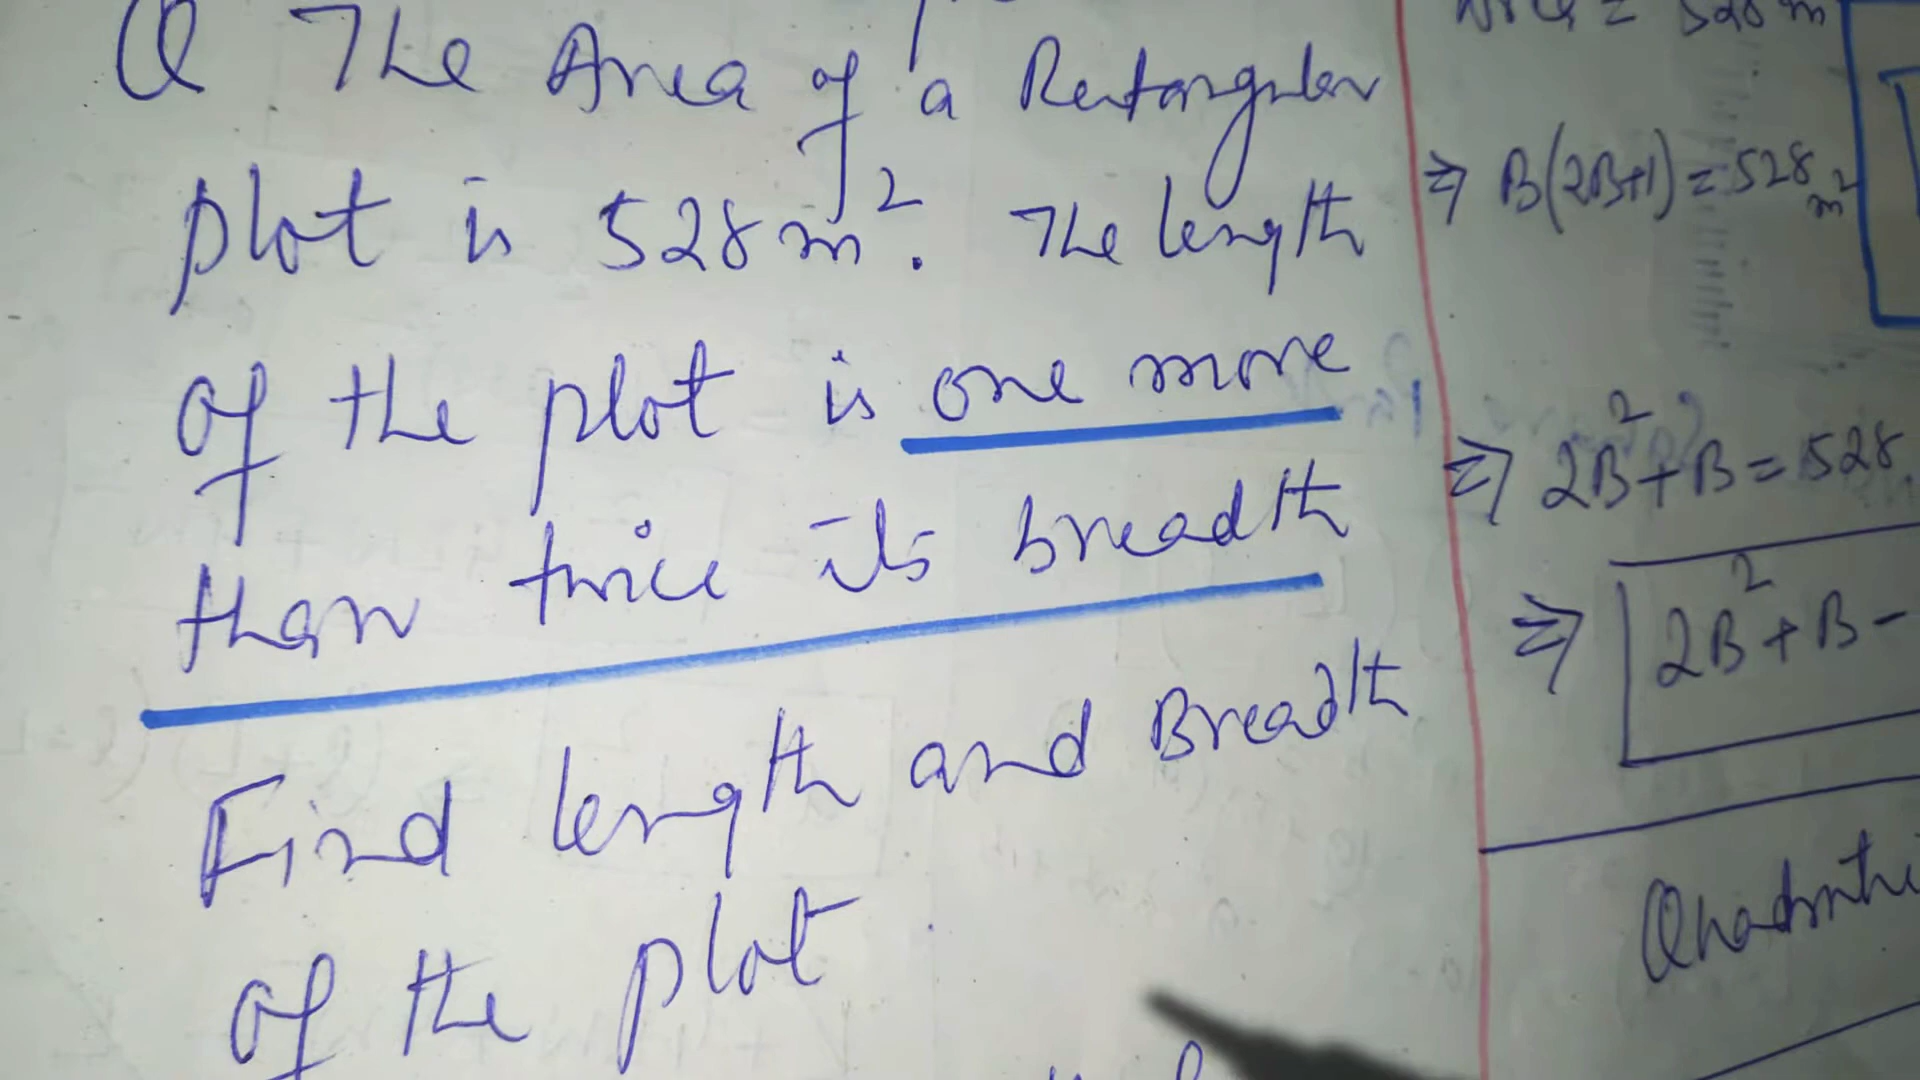 Q The Area of a Rectangular
plot is 528 m². The length
of the plot is one more
than twice its breadth
Find length and Breadth
of the plot
⇒ B(2B+1) = 528 m²
⇒ 2B² + B = 528
⇒ 2B² + B -